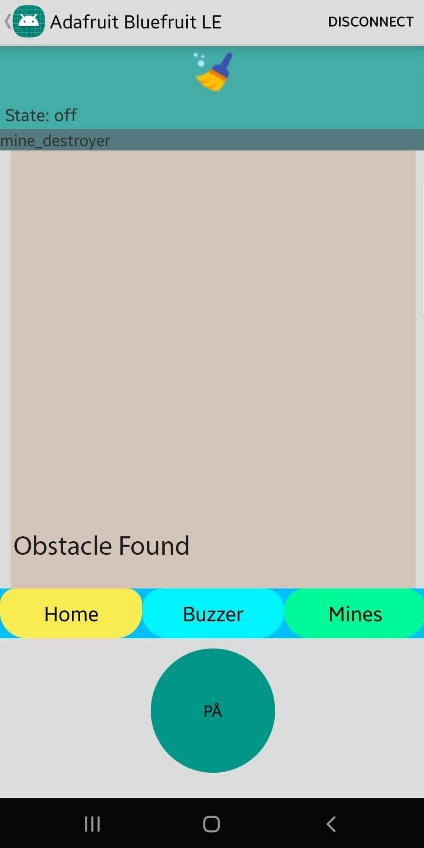 Adafruit Bluefruit LE DISCONNECT
State: off
mine_destroyer
Obstacle Found
Home Buzzer Mines
PÅ